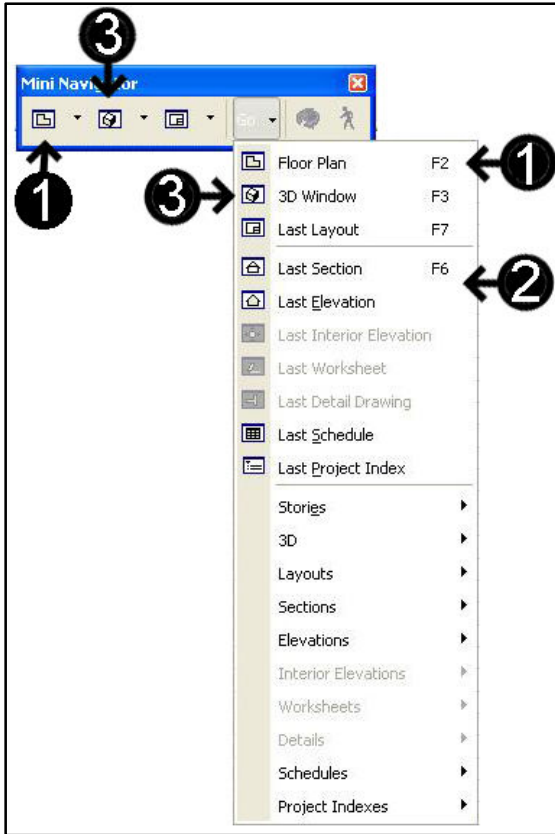 3
Mini Navigator
Go
1
3
Floor Plan F2
1
3D Window F3
Last Layout F7
Last Section F6
2
Last Elevation
Last Interior Elevation
Last Worksheet
Last Detail Drawing
Last Schedule
Last Project Index
Stories
3D
Layouts
Sections
Elevations
Interior Elevations
Worksheets
Details
Schedules
Project Indexes